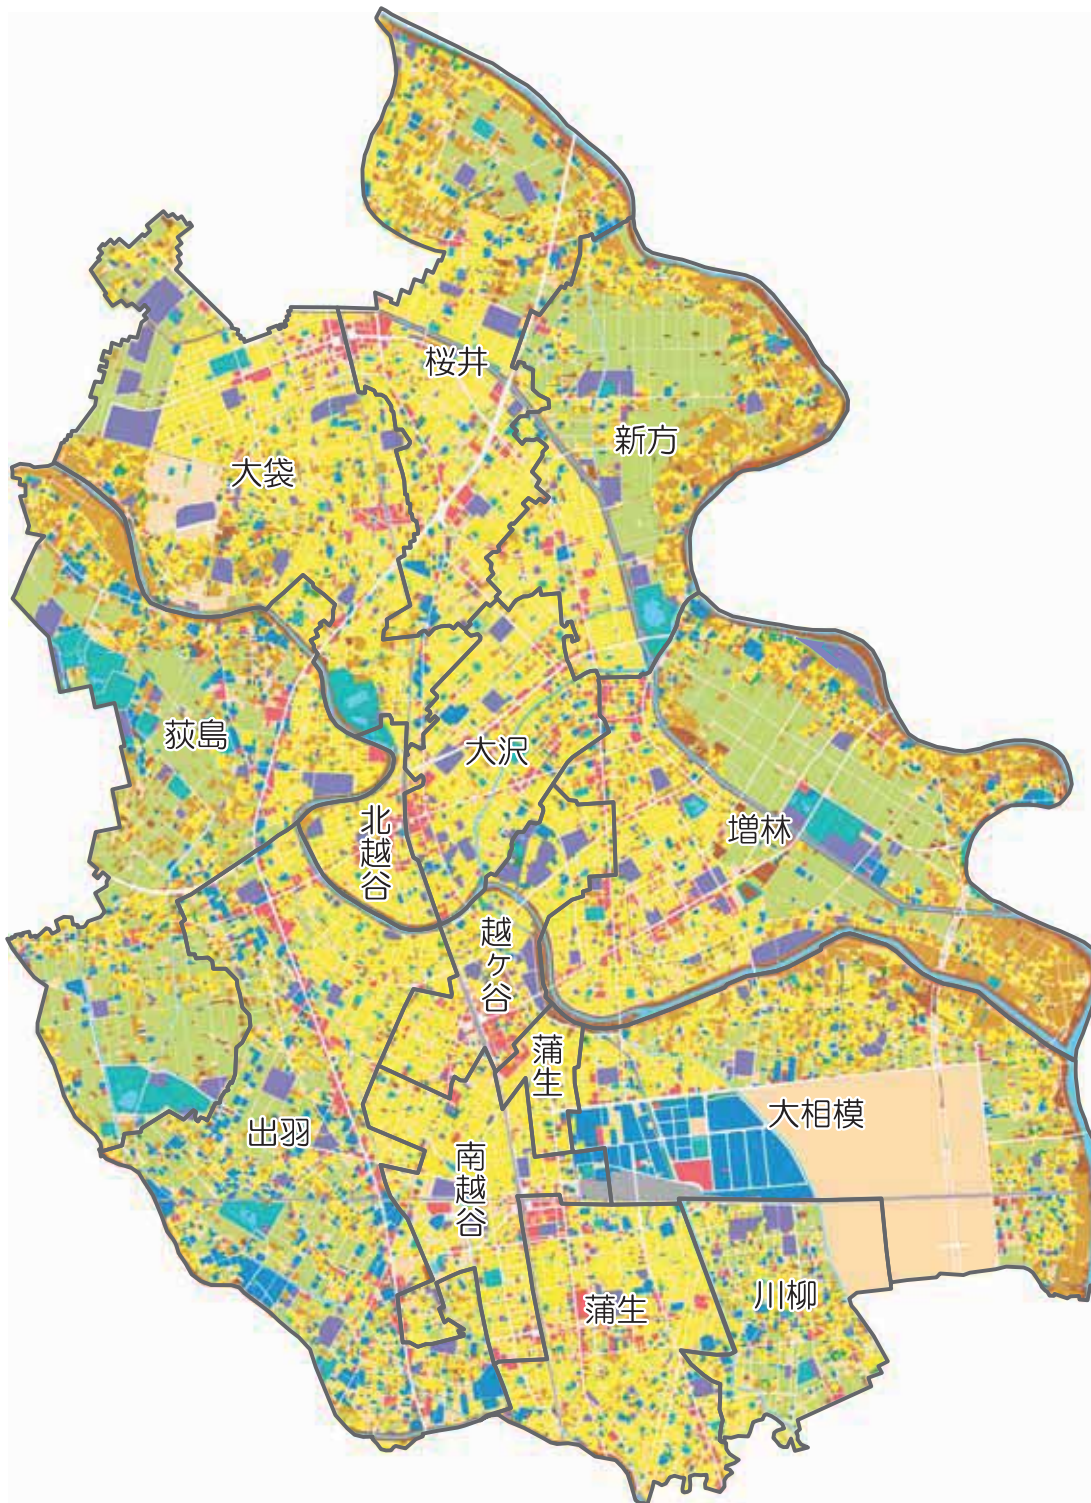 桜井
新方
大袋
荻島
大沢
北越谷
増林
越ヶ谷
蒲生
大相模
出羽
南越谷
川柳
蒲生